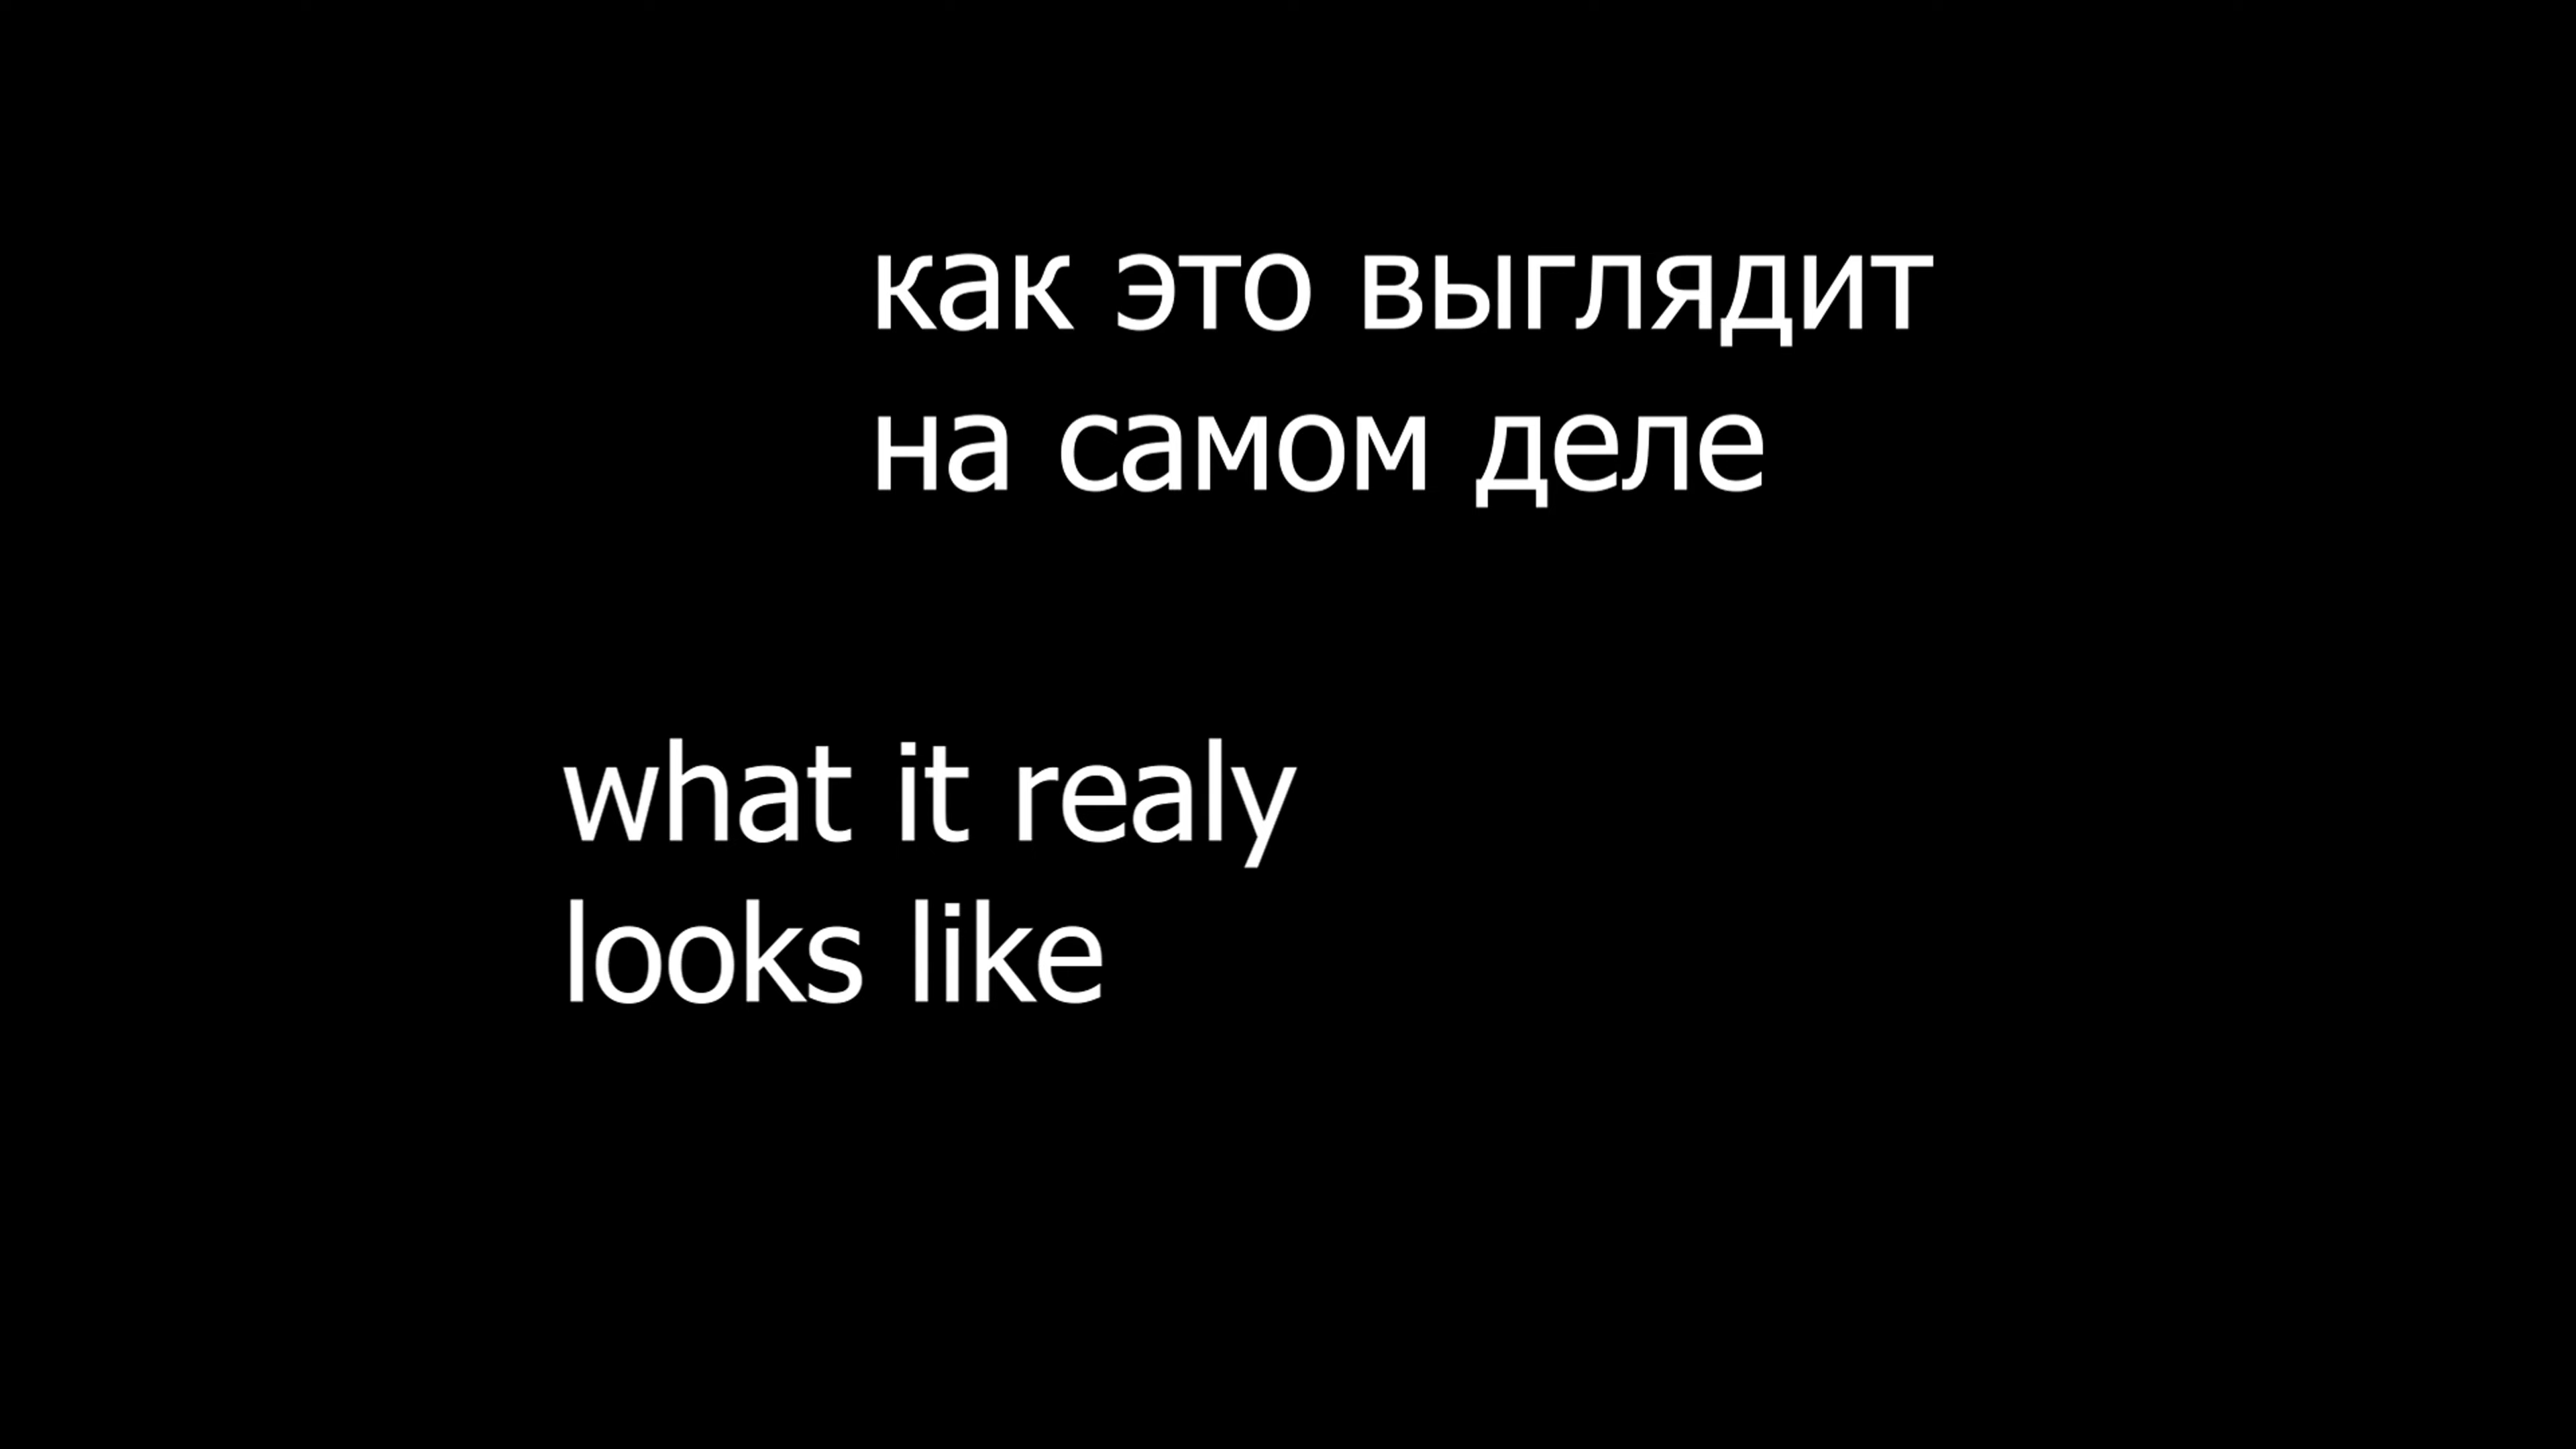 как это выглядит
на самом деле
what it realy
looks like